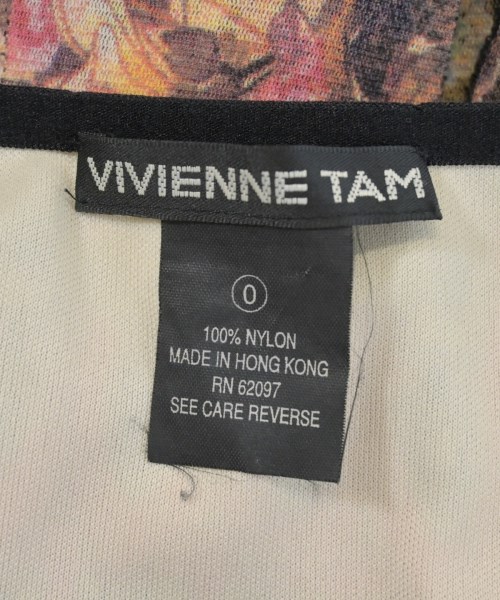 VIVIENNE TAM
0
100% NYLON
MADE IN HONG KONG
RN 62097
SEE CARE REVERSE